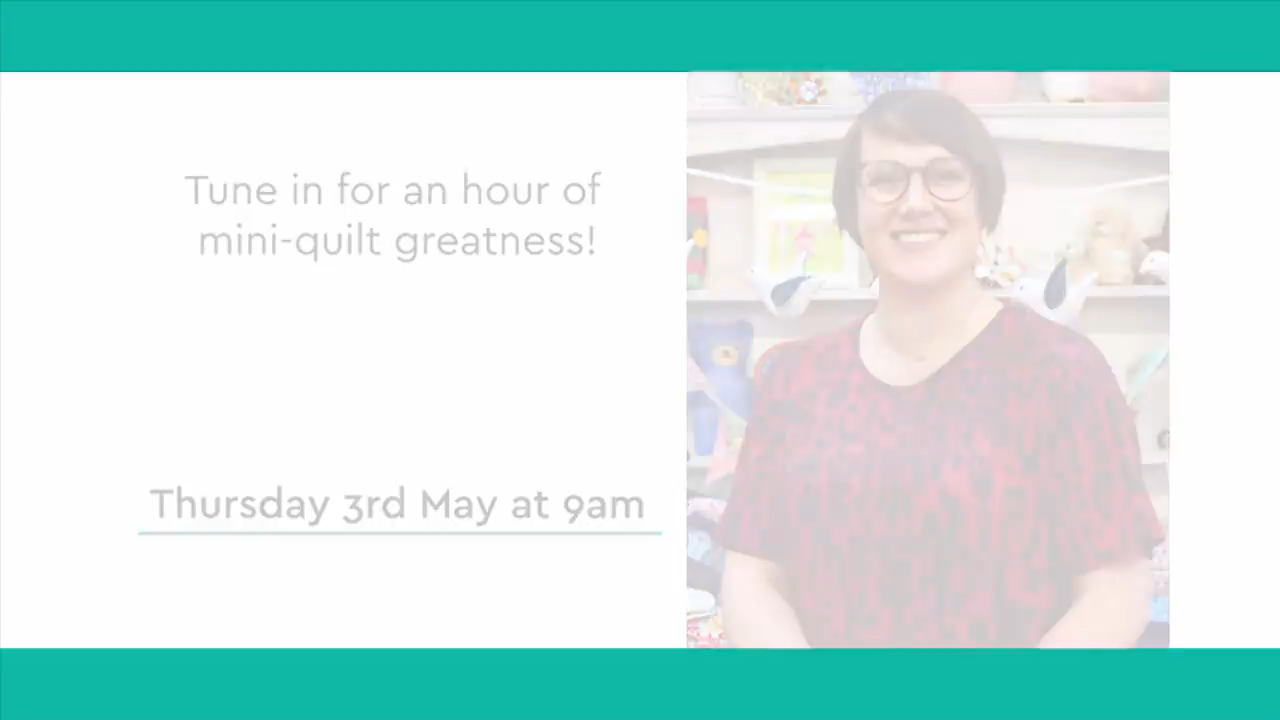 Tune in for an hour of
mini-quilt greatness!
Thursday 3rd May at 9am